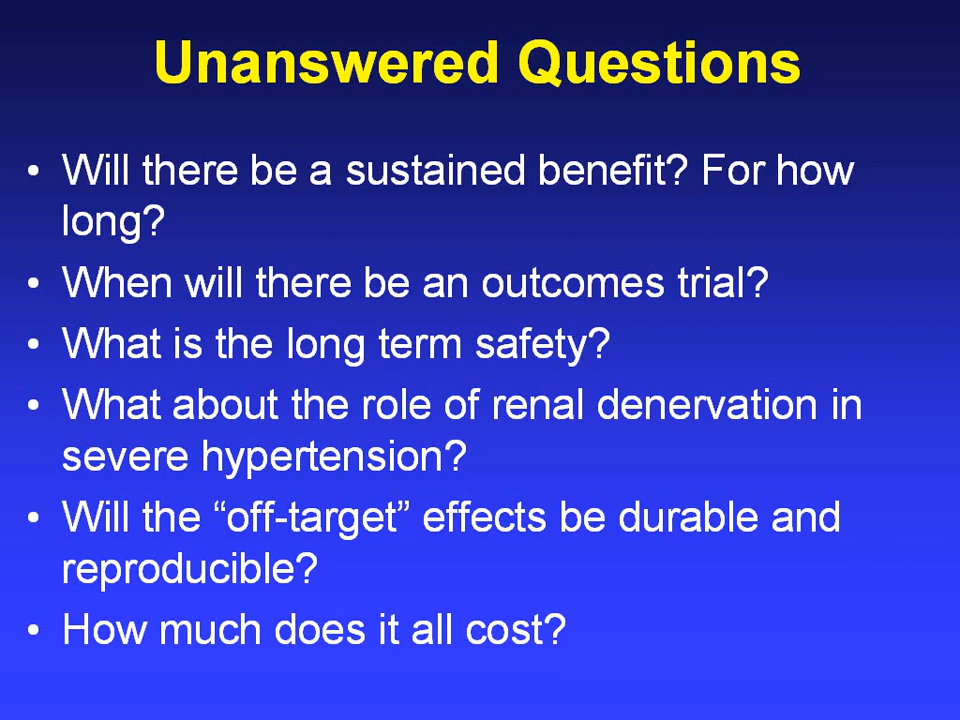 Unanswered Questions
• Will there be a sustained benefit? For how
long?
• When will there be an outcomes trial?
• What is the long term safety?
• What about the role of renal denervation in
severe hypertension?
• Will the “off-target” effects be durable and
reproducible?
• How much does it all cost?